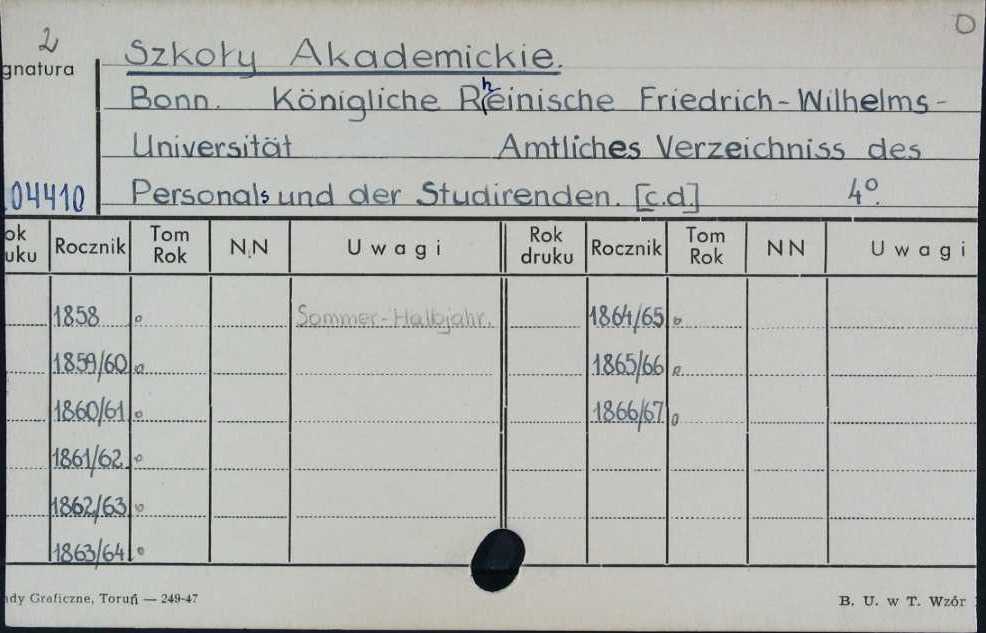 2
D
Szkoły Akademickie.
gnatura
Bonn. Königliche Rheinische Friedrich-Wilhelms-
Universität Amtliches Verzeichniss des
04410 Personals und der Studirenden. [c.d.] 4°.
ok uku Rocznik Tom Rok N.N Uwagi Rok druku Rocznik Tom Rok NN Uwagi
1858 Sommer-Halbjahr. 1864/65
1859/60 1865/66
1860/61 1866/67
1861/62
1862/63
1863/64
dy Graficzne, Toruń — 249-47 B. U. w T. Wzór